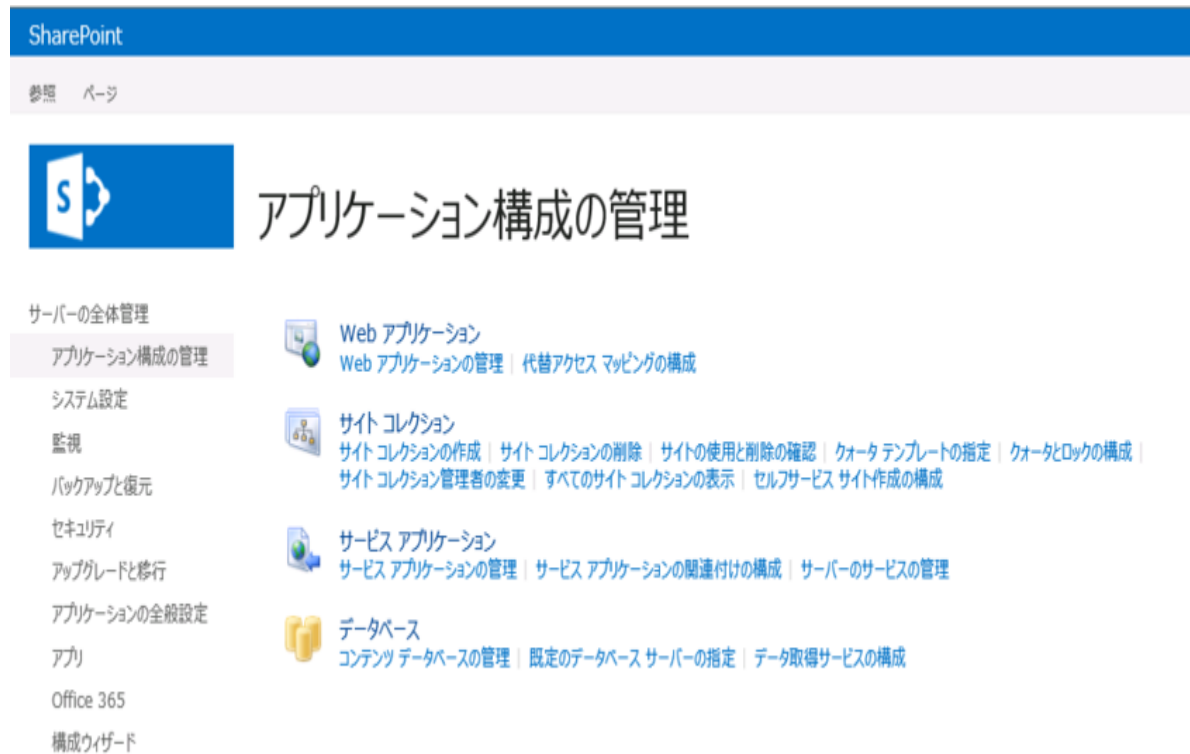 SharePoint
参照 ページ
S
アプリケーション構成の管理
サーバーの全体管理
アプリケーション構成の管理
システム設定
監視
バックアップと復元
セキュリティ
アップグレードと移行
アプリケーションの全般設定
アプリ
Office 365
構成ウィザード
Web アプリケーション
Web アプリケーションの管理 | 代替アクセス マッピングの構成
サイト コレクション
サイト コレクションの作成 | サイト コレクションの削除 | サイトの使用と削除の確認 | クォータ テンプレートの指定 | クォータとロックの構成 |
サイト コレクション管理者の変更 | すべてのサイト コレクションの表示 | セルフサービス サイト作成の構成
サービス アプリケーション
サービス アプリケーションの管理 | サービス アプリケーションの関連付けの構成 | サーバーのサービスの管理
データベース
コンテンツ データベースの管理 | 既定のデータベース サーバーの指定 | データ取得サービスの構成